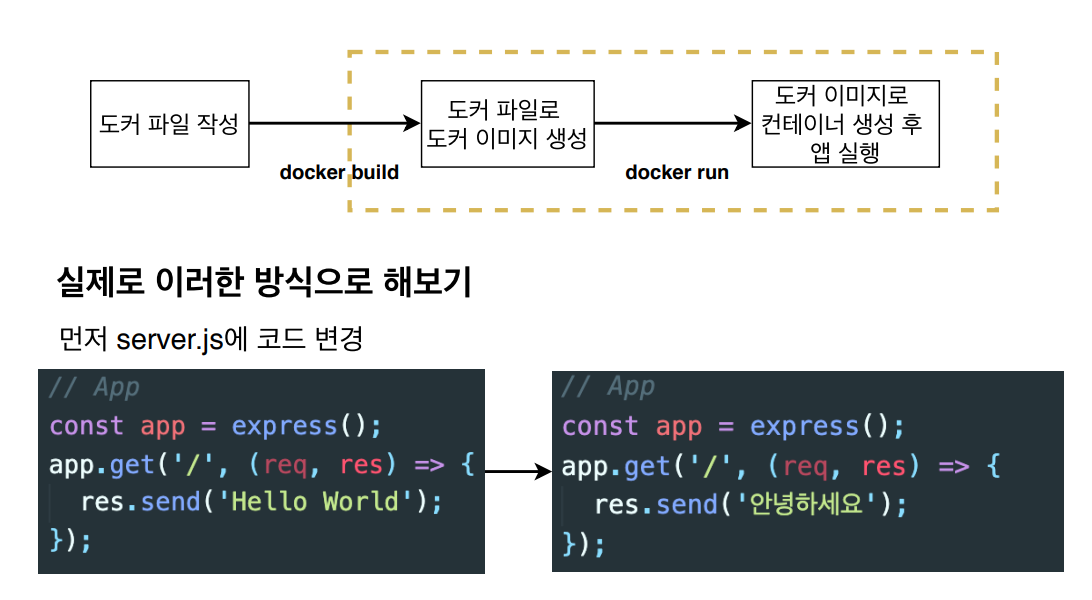 도커 파일 작성
docker build
도커 파일로
도커 이미지 생성
docker run
도커 이미지로
컨테이너 생성 후
앱 실행
실제로 이러한 방식으로 해보기
먼저 server.js에 코드 변경
// App
const app = express();
app.get('/', (req, res) => {
res.send('Hello World');
});
// App
const app = express();
app.get('/', (req, res) => {
res.send('안녕하세요');
});